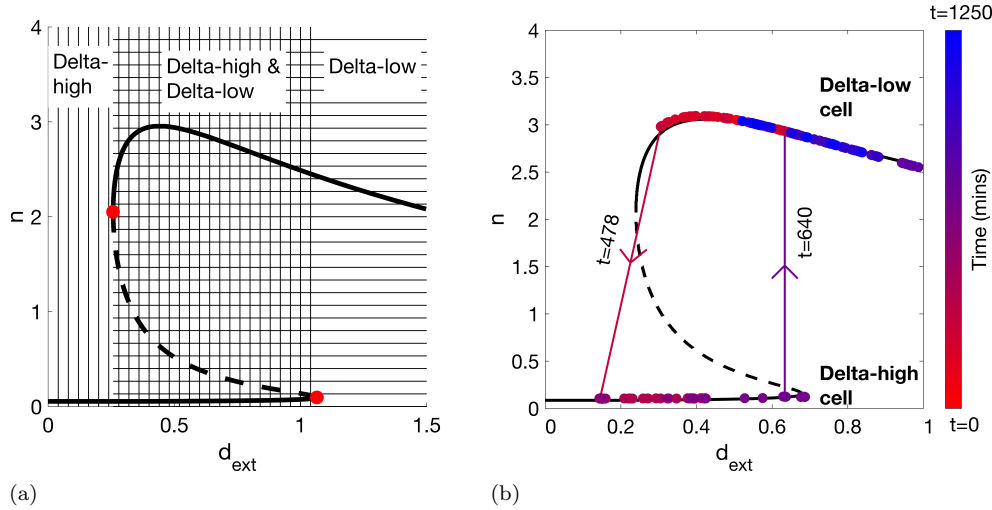 4
3
2
1
0
n
Delta-
high
Delta-high &
Delta-low
Delta-low
0
0.5
1
1.5
d_ext
(a)
4
3.5
3
2.5
2
1.5
1
0.5
0
n
Delta-low
cell
t=478
t=640
Delta-high
cell
0
0.2
0.4
0.6
0.8
1
d_ext
(b)
t=1250
Time (mins)
t=0